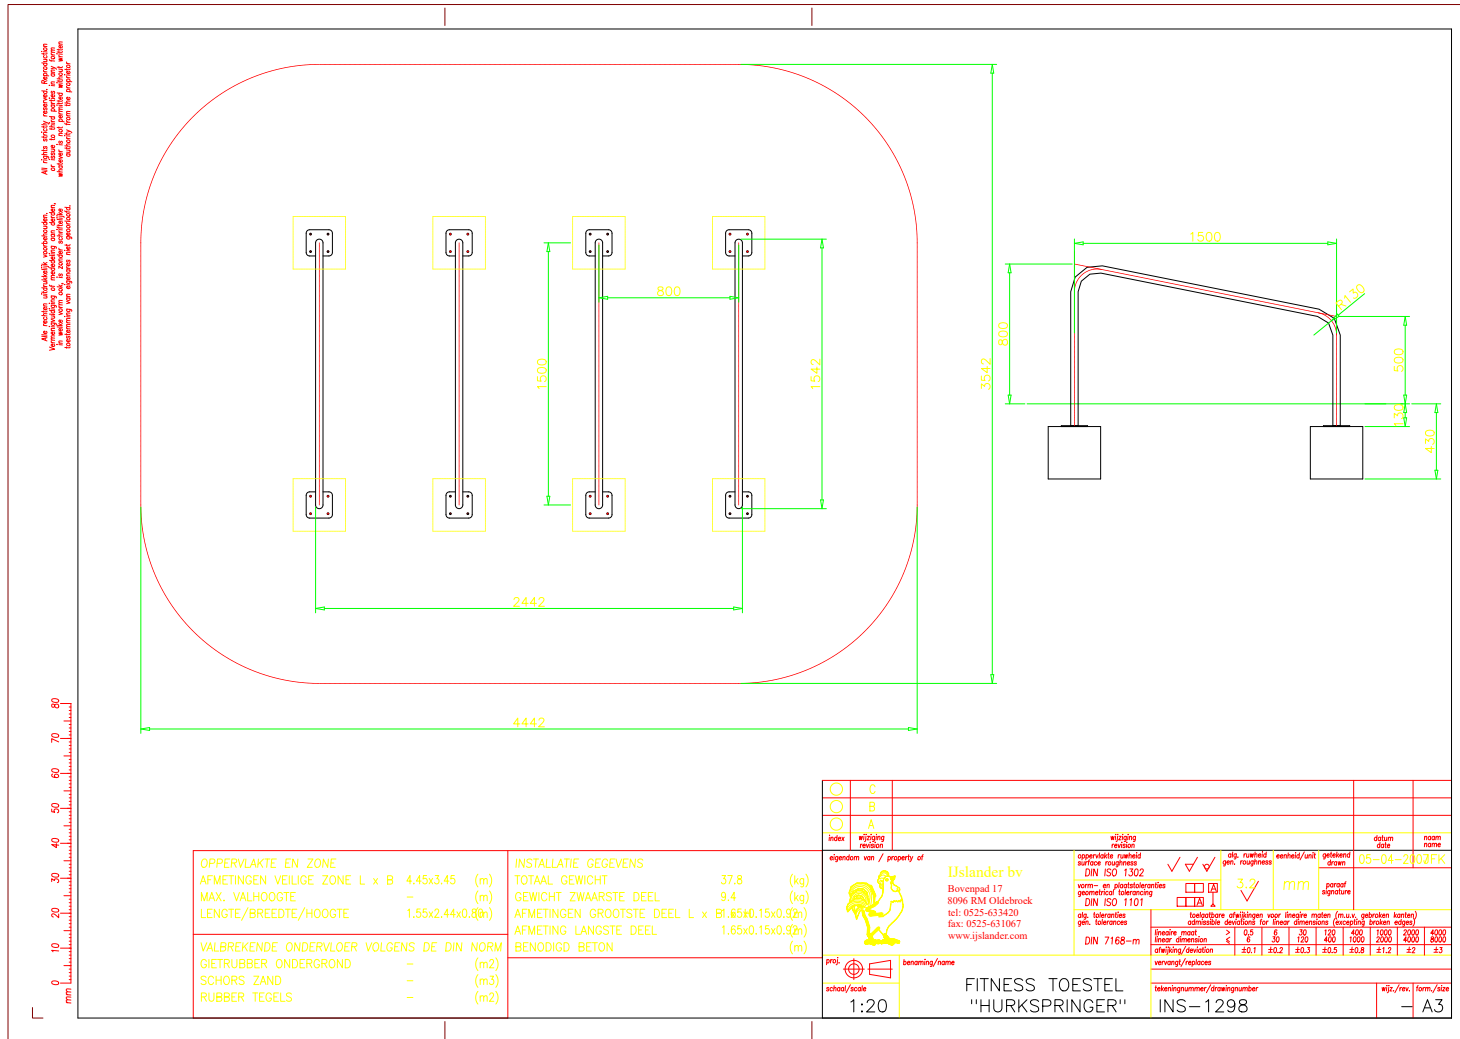 All rights strictly reserved. Reproduction
or issue to third parties in any form
whatever is not permitted without written
authority from the proprietor
Alle rechten uitdrukkelijk voorbehouden.
Vermenigvuldiging of mededeling aan derden,
in welke vorm ook, is zonder schriftelijke
toestemming van eigenares niet geoorloofd.
800
1500
1542
3542
2442
4442
1500
800
R130
500
130
430
80
70
60
50
40
30
20
10
0
mm
OPPERVLAKTE EN ZONE
AFMETINGEN VEILIGE ZONE L x B 4.45x3.45 (m)
MAX. VALHOOGTE - (m)
LENGTE/BREEDTE/HOOGTE 1.55x2.44x0.80 (m)
VALBREKENDE ONDERVLOER VOLGENS DE DIN NORM
GIETRUBBER ONDERGROND - (m2)
SCHORS ZAND - (m3)
RUBBER TEGELS - (m2)
INSTALLATIE GEGEVENS
TOTAAL GEWICHT 37,8 (kg)
GEWICHT ZWAARSTE DEEL 9.4 (kg)
AFMETINGEN GROOTSTE DEEL L x B (m)
AFMETING LANGSTE DEEL (m)
BENODIGD BETON (m)
C
B
A
index wijziging revision wijziging revision datum date naam name
eigendom van / property of
IJslander bv
Bovenpad 17
8096 RM Oldebroek
tel: 0525-633420
fax: 0525-631067
www.ijslander.com
oppervlakte ruwheid
surface roughness
DIN ISO 1302
alg. ruwheid
gen. roughness
3.2
eenheid/unit
mm
getekend
drawn
05-04-2007 FK
paraaf
signature
vorm- en plaatstoleranties
geometrical tolerancing
DIN ISO 1101
A
A
alg. toleranties
gen. tolerances
DIN 7168-m
toelaatbare afwijkingen voor lineaire maten (m.u.v. gebroken kanten)
admissible deviations for linear dimensions (excepting broken edges)
lineaire maat > 0,5 6 30 120 400 1000 2000 4000
linear dimension ≤ 6 30 120 400 1000 2000 4000 8000
afwijking/deviation ±0.1 ±0.2 ±0.3 ±0.5 ±0.8 ±1.2 ±2 ±3
proj.
benaming/name
vervangt/replaces
FITNESS TOESTEL
"HURKSPRINGER"
schaal/scale
1:20
tekeningnummer/drawingnumber
INS-1298
wijz./rev.
-
form./size
A3